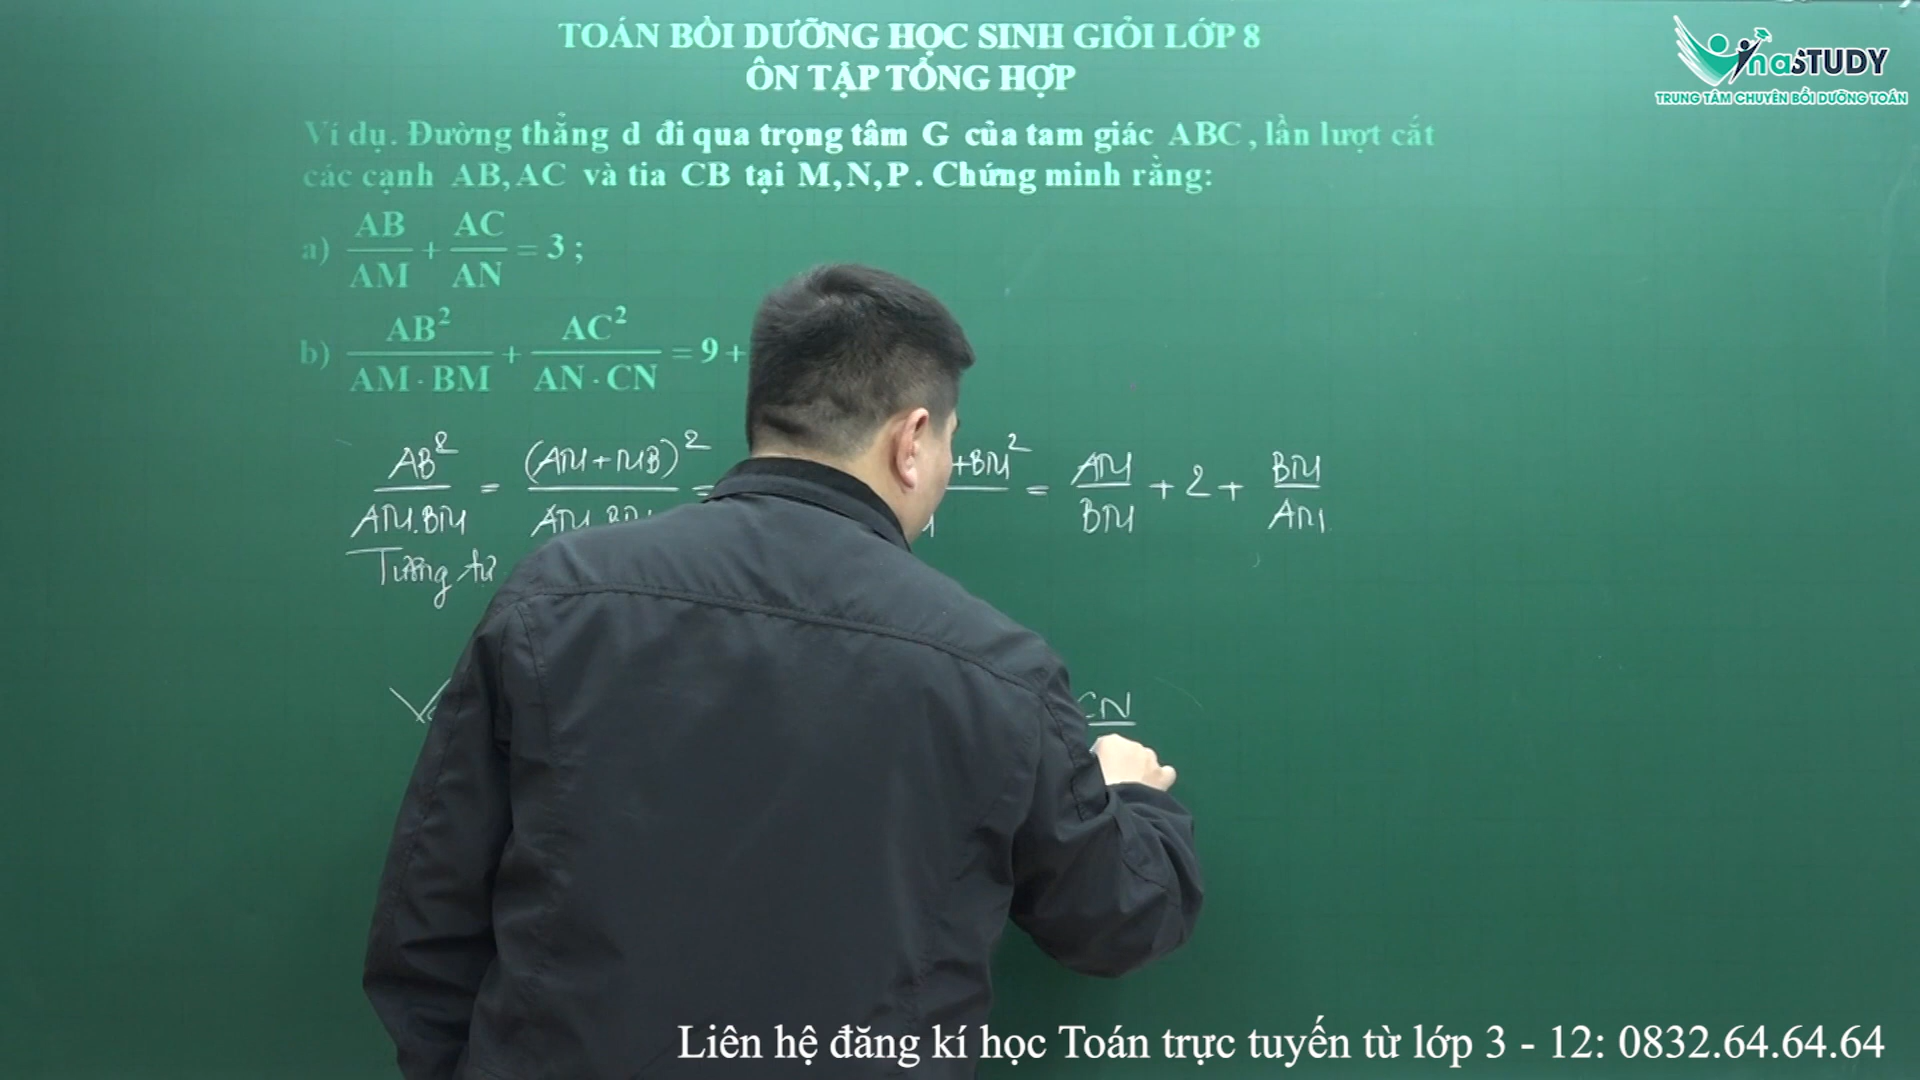 TOÁN BỒI DƯỠNG HỌC SINH GIỎI LỚP 8
ÔN TẬP TỔNG HỢP
inaSTUDY
TRUNG TÂM CHUYÊN BỒI DƯỠNG TOÁN
Ví dụ. Đường thẳng d đi qua trọng tâm G của tam giác ABC, lần lượt cắt
các cạnh AB, AC và tia CB tại M, N, P. Chứng minh rằng:
a) AB/AM + AC/AN = 3;
b) AB²/AM·BM + AC²/AN·CN = 9 +
AB²/AM.BM = (AM+MB)²/AM.BM = +BM² = AM/BM + 2 + BM/AM
Tương tự
CN
Liên hệ đăng kí học Toán trực tuyến từ lớp 3 - 12: 0832.64.64.64